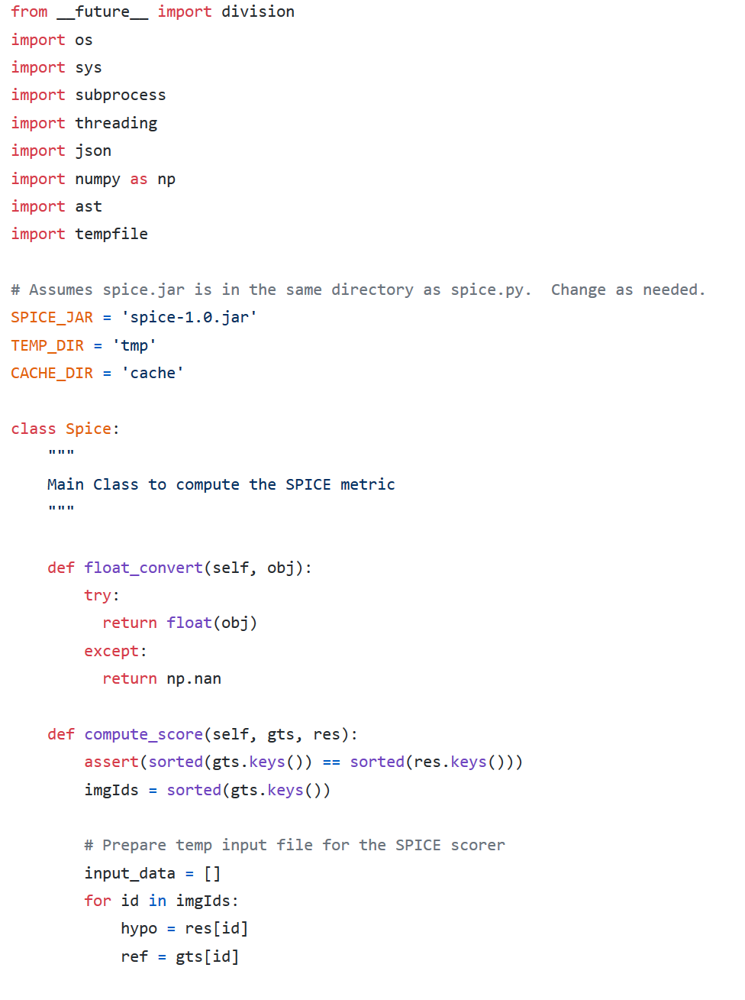 from __future__ import division
import os
import sys
import subprocess
import threading
import json
import numpy as np
import ast
import tempfile

# Assumes spice.jar is in the same directory as spice.py.  Change as needed.
SPICE_JAR = 'spice-1.0.jar'
TEMP_DIR = 'tmp'
CACHE_DIR = 'cache'

class Spice:
    """
    Main Class to compute the SPICE metric
    """

    def float_convert(self, obj):
        try:
          return float(obj)
        except:
          return np.nan

    def compute_score(self, gts, res):
        assert(sorted(gts.keys()) == sorted(res.keys()))
        imgIds = sorted(gts.keys())

        # Prepare temp input file for the SPICE scorer
        input_data = []
        for id in imgIds:
            hypo = res[id]
            ref = gts[id]